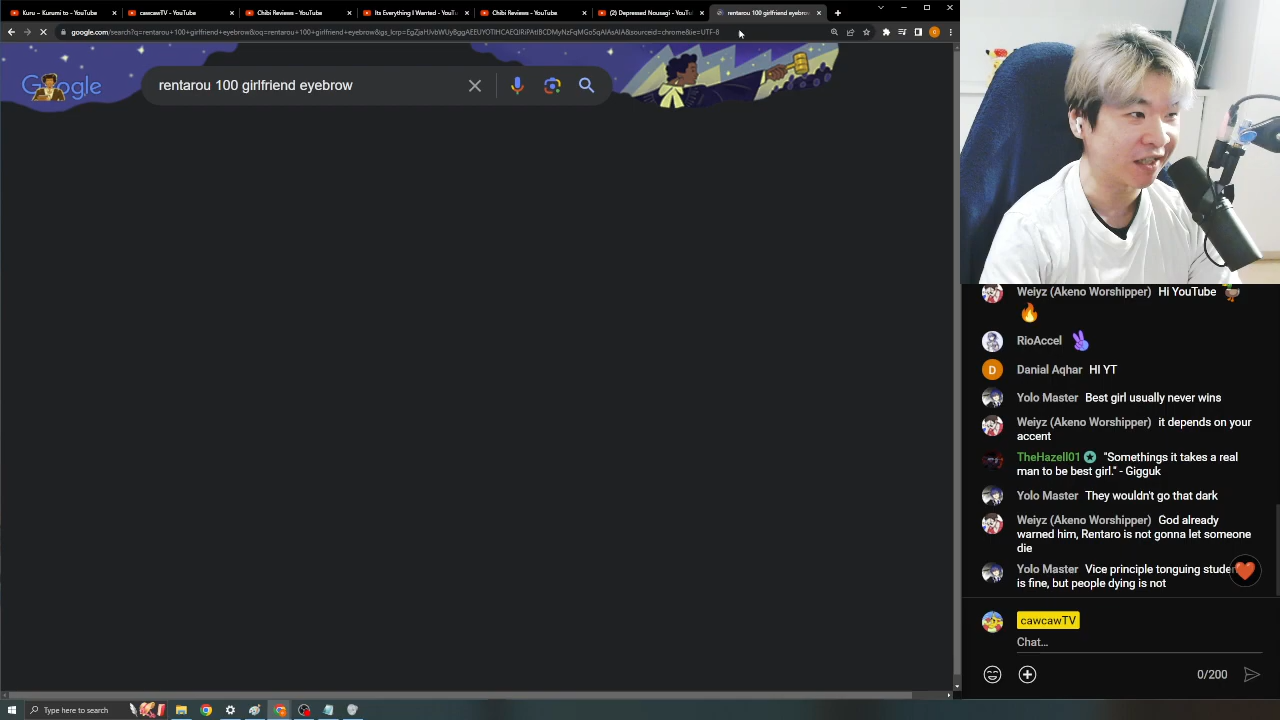 Kuru ~ Kurumi to - YouTube
cawcawTV - YouTube
Chibi Reviews - YouTube
Its Everything I Wanted - YouTu
Chibi Reviews - YouTube
(2) Depressed Nousagi - YouTu
rentarou 100 girlfriend eyebrow
rentarou 100 girlfriend eyebrow
Weiyz (Akeno Worshipper) Hi YouTube
RioAccel
D Danial Aqhar HI YT
Yolo Master Best girl usually never wins
Weiyz (Akeno Worshipper) it depends on your
accent
TheHazell01 "Somethings it takes a real
man to be best girl." - Gigguk
Yolo Master They wouldn't go that dark
Weiyz (Akeno Worshipper) God already
warned him, Rentaro is not gonna let someone
die
Yolo Master Vice principle tonguing stude
is fine, but people dying is not
cawcawTV
Chat...
0/200
Type here to search